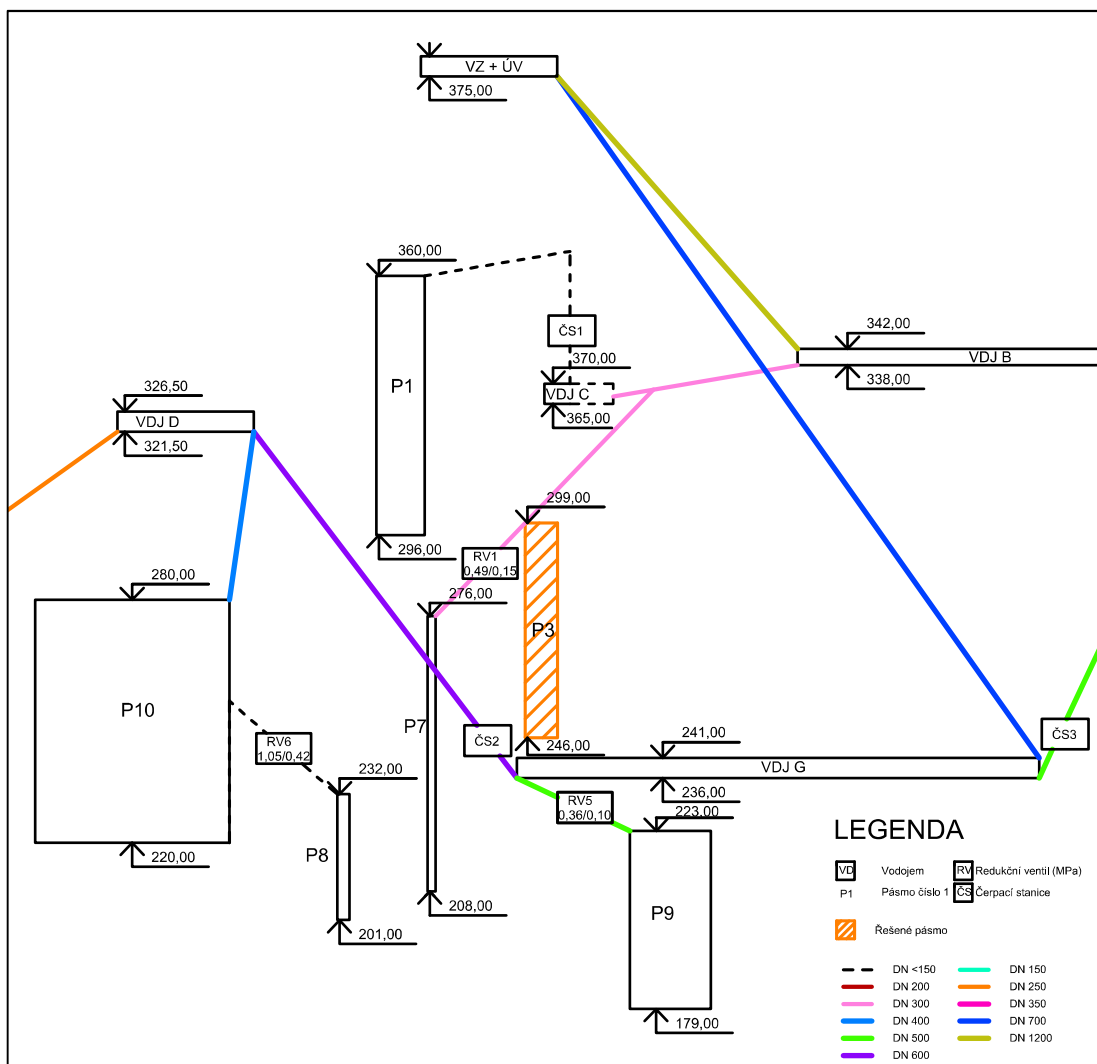 VZ + ÚV
375,00
360,00
ČS1
342,00
370,00
VDJ B
P1
VDJ C
338,00
326,50
365,00
VDJ D
321,50
299,00
296,00
RV1
0,49/0,15
280,00
276,00
P3
P10
P7
ČS2
ČS3
RV6
1,05/0,42
246,00
241,00
VDJ G
232,00
236,00
RV5
0,36/0,10
223,00
LEGENDA
220,00
P8
VD Vodojem
RV Redukční ventil (MPa)
P1 Pásmo číslo 1
ČS Čerpací stanice
208,00
P9
201,00
Řešené pásmo
DN <150
DN 150
DN 200
DN 250
DN 300
DN 350
179,00
DN 400
DN 700
DN 500
DN 1200
DN 600